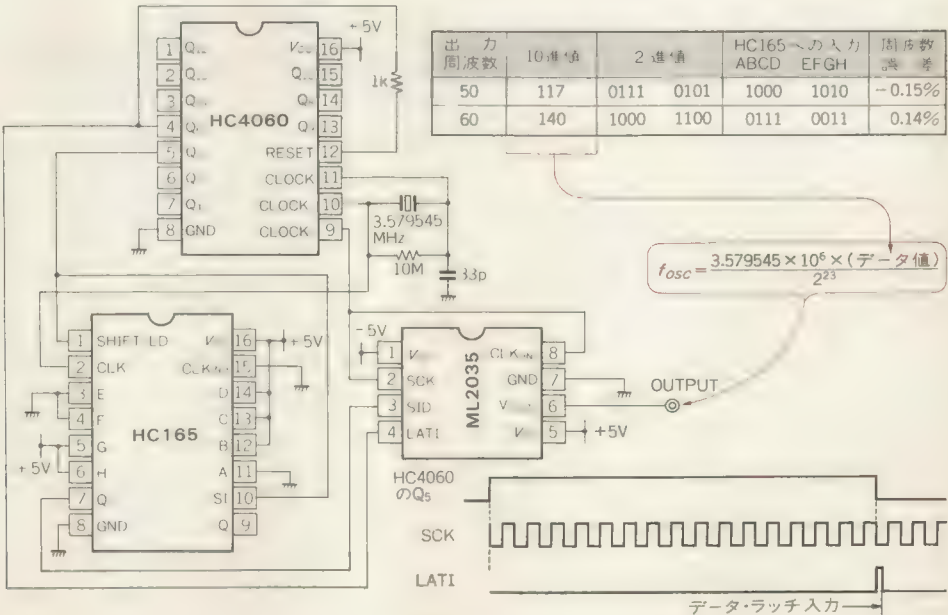 HC4060
1 Q
2 Q
3 Q
4 Q
5 Q
6 Q
7 Q
8 GND
V 16
Q 15
Q 14
Q 13
RESET 12
CLOCK 11
CLOCK 10
CLOCK 9
+5V
1k
3.579545
MHz
10M
33p
出力周波数 10進値 2進値 HC165への入力 ABCD EFGH 周波数誤差
50 117 0111 0101 1000 1010 -0.15%
60 140 1000 1100 0111 0011 0.14%
fosc= 3.579545×10⁶×(データ値) / 2²³
HC165
1 SHIFT LD
2 CLK
3 E
4 F
5 G
6 H
7 Q
8 GND
V 16
15
D 14
C 13
B 12
A 11
SI 10
Q 9
+5V
+5V
ML2035
-5V
1 V
2 SCK
3 SID
4 LATI
CLK IN 8
GND 7
V 6
V 5
+5V
OUTPUT
HC4060
のQ5
SCK
LATI
データ・ラッチ入力